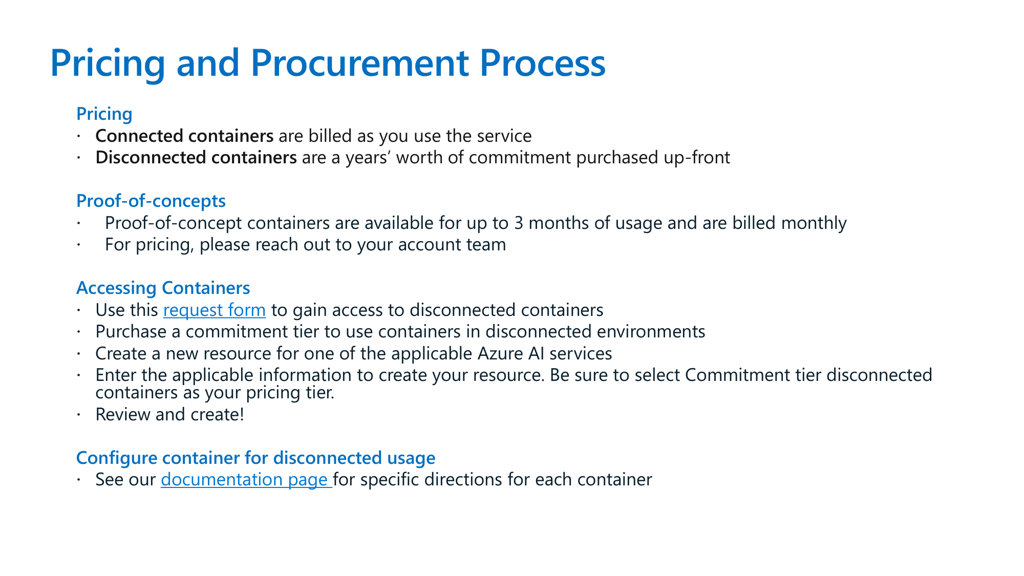 Pricing and Procurement Process
Pricing
· Connected containers are billed as you use the service
· Disconnected containers are a years’ worth of commitment purchased up-front
Proof-of-concepts
· Proof-of-concept containers are available for up to 3 months of usage and are billed monthly
· For pricing, please reach out to your account team
Accessing Containers
· Use this request form to gain access to disconnected containers
· Purchase a commitment tier to use containers in disconnected environments
· Create a new resource for one of the applicable Azure AI services
· Enter the applicable information to create your resource. Be sure to select Commitment tier disconnected
containers as your pricing tier.
· Review and create!
Configure container for disconnected usage
· See our documentation page for specific directions for each container